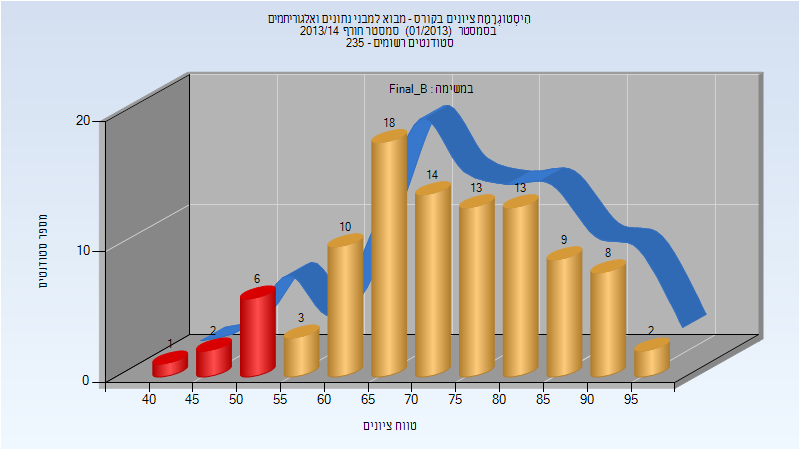 הִיסְטוֹגְרָמַת ציונים בקורס - מבוא למבני נתונים ואלגוריתמים
בסמסטר (01/2013) סמסטר חורף 2013/14
סטודנטים רשומים - 235
במשימה : Final_B
מספר סטודנטים
20
10
0
1
2
6
3
10
18
14
13
13
9
8
2
40 45 50 55 60 65 70 75 80 85 90 95
טווח ציונים